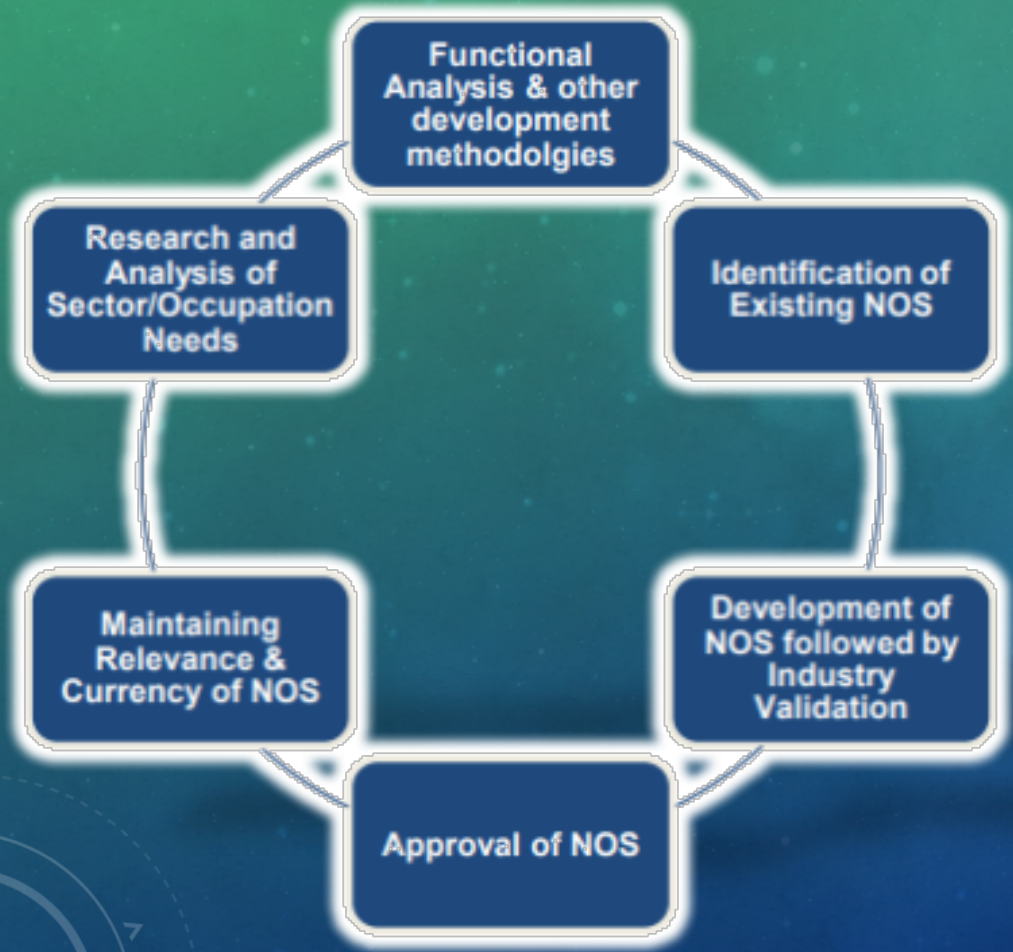 Functional
Analysis & other
development
methodolgies
Research and
Analysis of
Sector/Occupation
Needs
Identification of
Existing NOS
Maintaining
Relevance &
Currency of NOS
Development of
NOS followed by
Industry
Validation
Approval of NOS